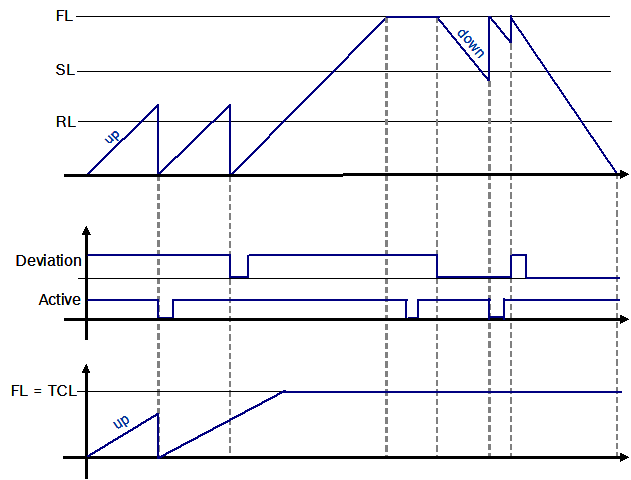 FL
SL
RL
up
down
Deviation
Active
FL = TCL
up